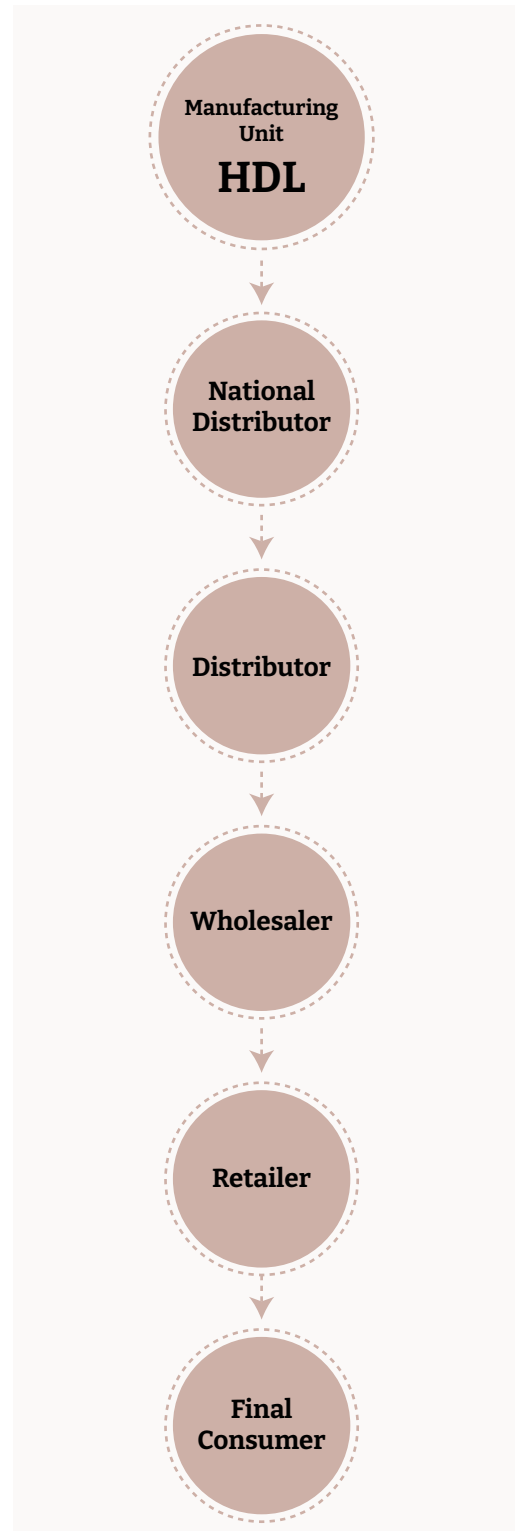 Manufacturing
Unit
HDL
National
Distributor
Distributor
Wholesaler
Retailer
Final
Consumer